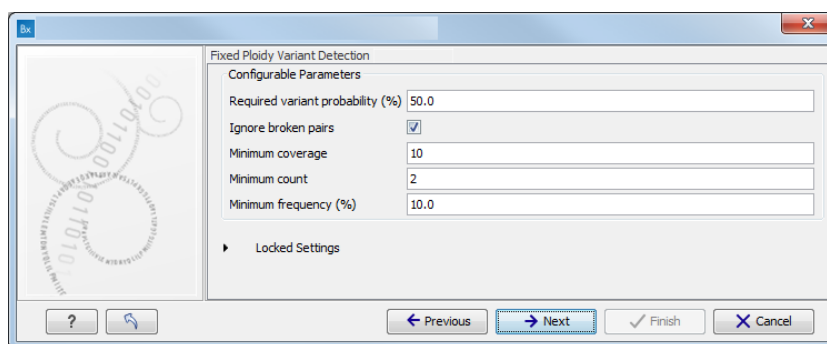 Bx
Fixed Ploidy Variant Detection
Configurable Parameters
Required variant probability (%) 50.0
Ignore broken pairs
Minimum coverage 10
Minimum count 2
Minimum frequency (%) 10.0
Locked Settings
? Previous Next Finish Cancel